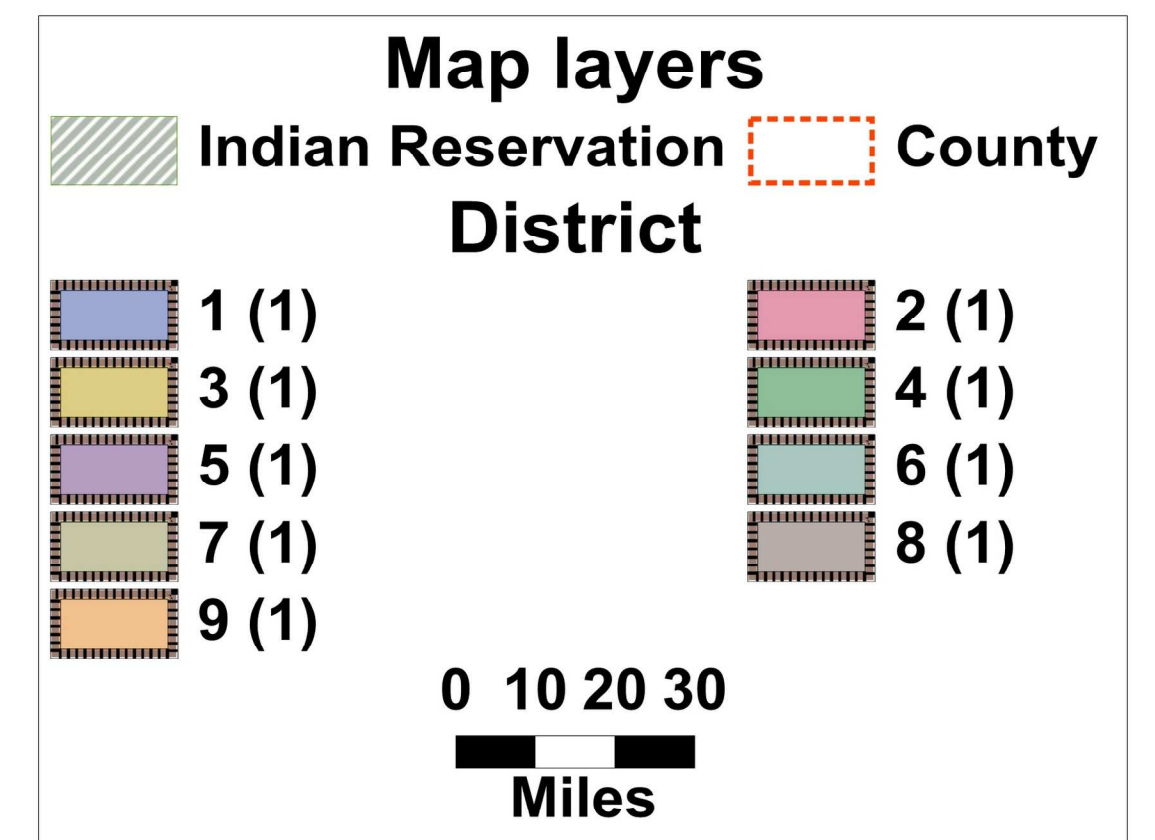 Map layers
Indian Reservation County
District
1 (1) 2 (1)
3 (1) 4 (1)
5 (1) 6 (1)
7 (1) 8 (1)
9 (1)
0 10 20 30
Miles